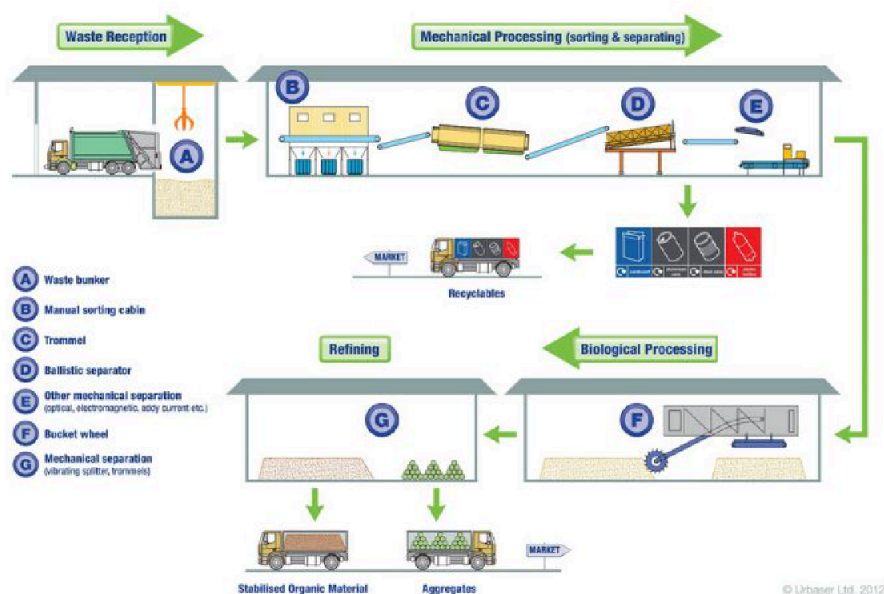 Waste Reception
Mechanical Processing (sorting & separating)
B
C
D
E
A
MARKET
Recyclables
A Waste bunker
B Manual sorting cabin
C Trommel
D Ballistic separator
E Other mechanical separation
(optical, electromagnetic, eddy current etc.)
F Bucket wheel
G Mechanical separation
(vibrating splitter, trommels)
Refining
Biological Processing
G
F
MARKET
Stabilised Organic Material
Aggregates
© Urbaser Ltd. 2012